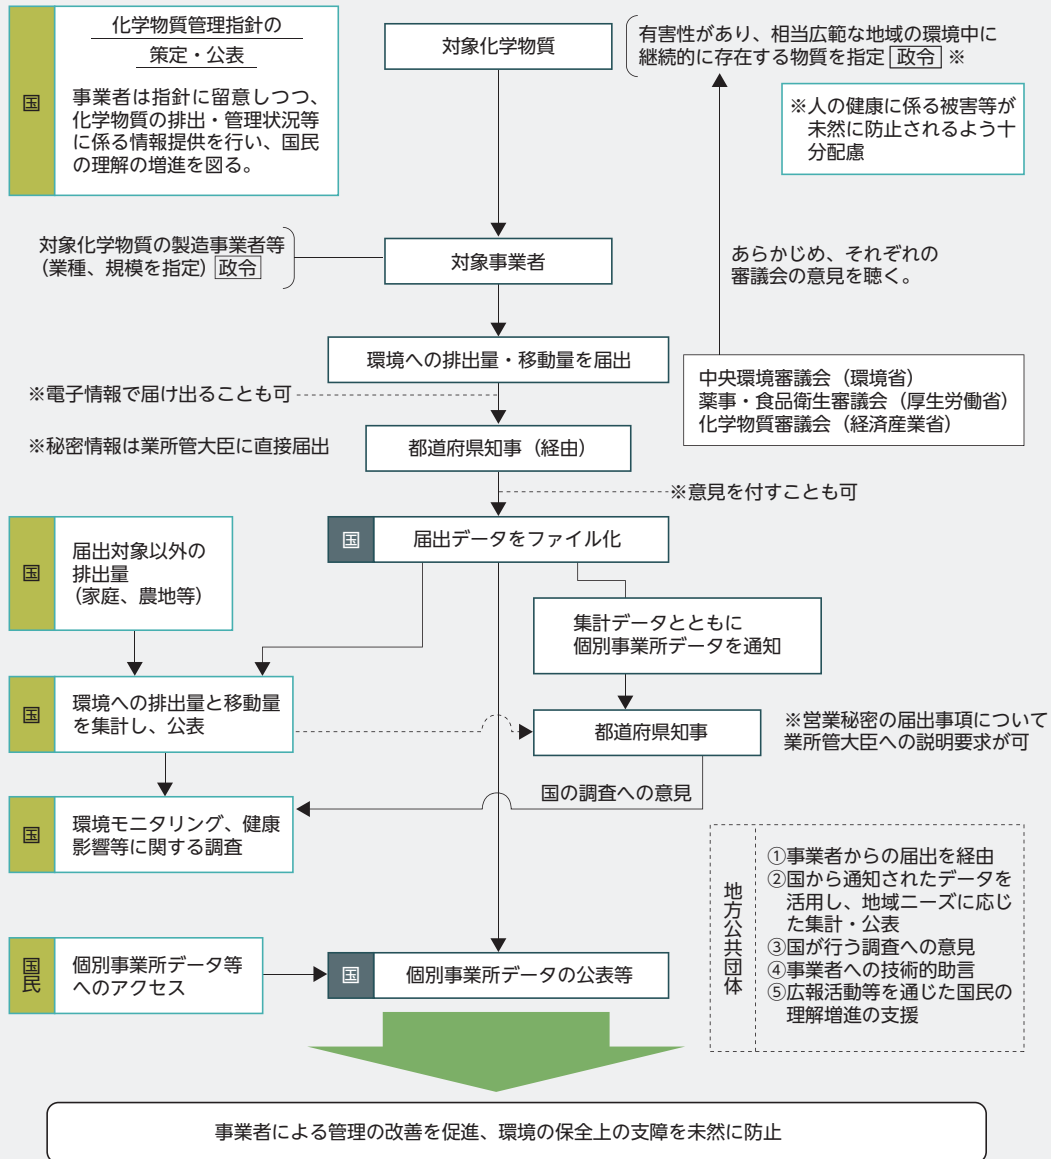 国
化学物質管理指針の
策定・公表
事業者は指針に留意しつつ、
化学物質の排出・管理状況等
に係る情報提供を行い、国民
の理解の増進を図る。
対象化学物質
有害性があり、相当広範な地域の環境中に
継続的に存在する物質を指定 政令 ※
※人の健康に係る被害等が
未然に防止されるよう十
分配慮
対象化学物質の製造事業者等
（業種、規模を指定）政令
対象事業者
あらかじめ、それぞれの
審議会の意見を聴く。
環境への排出量・移動量を届出
中央環境審議会（環境省）
薬事・食品衛生審議会（厚生労働省）
化学物質審議会（経済産業省）
※電子情報で届け出ることも可
※秘密情報は業所管大臣に直接届出
都道府県知事（経由）
※意見を付すことも可
国
届出データをファイル化
国
届出対象以外の
排出量
（家庭、農地等）
集計データとともに
個別事業所データを通知
国
環境への排出量と移動量
を集計し、公表
都道府県知事
※営業秘密の届出事項について
業所管大臣への説明要求が可
国の調査への意見
国
環境モニタリング、健康
影響等に関する調査
地方公共団体
①事業者からの届出を経由
②国から通知されたデータを
活用し、地域ニーズに応じ
た集計・公表
③国が行う調査への意見
④事業者への技術的助言
⑤広報活動等を通じた国民の
理解増進の支援
国民
個別事業所データ等
へのアクセス
国
個別事業所データの公表等
事業者による管理の改善を促進、環境の保全上の支障を未然に防止